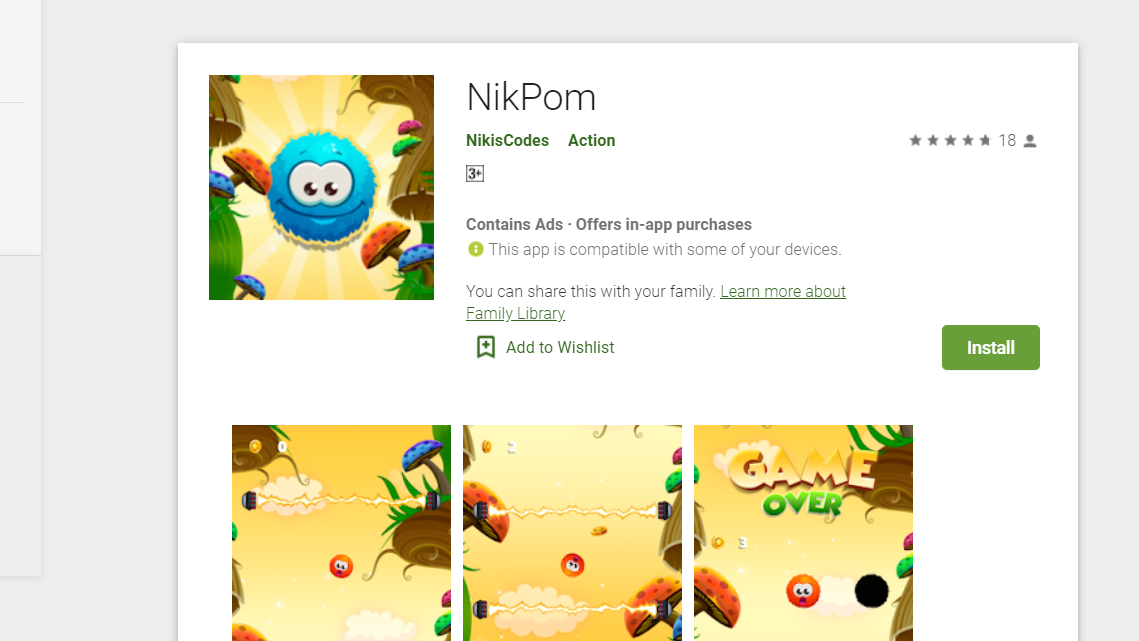 NikPom
NikisCodes Action
18
3+
Contains Ads · Offers in-app purchases
This app is compatible with some of your devices.
You can share this with your family. Learn more about
Family Library
Add to Wishlist
Install
0
2
GAME
OVER
3